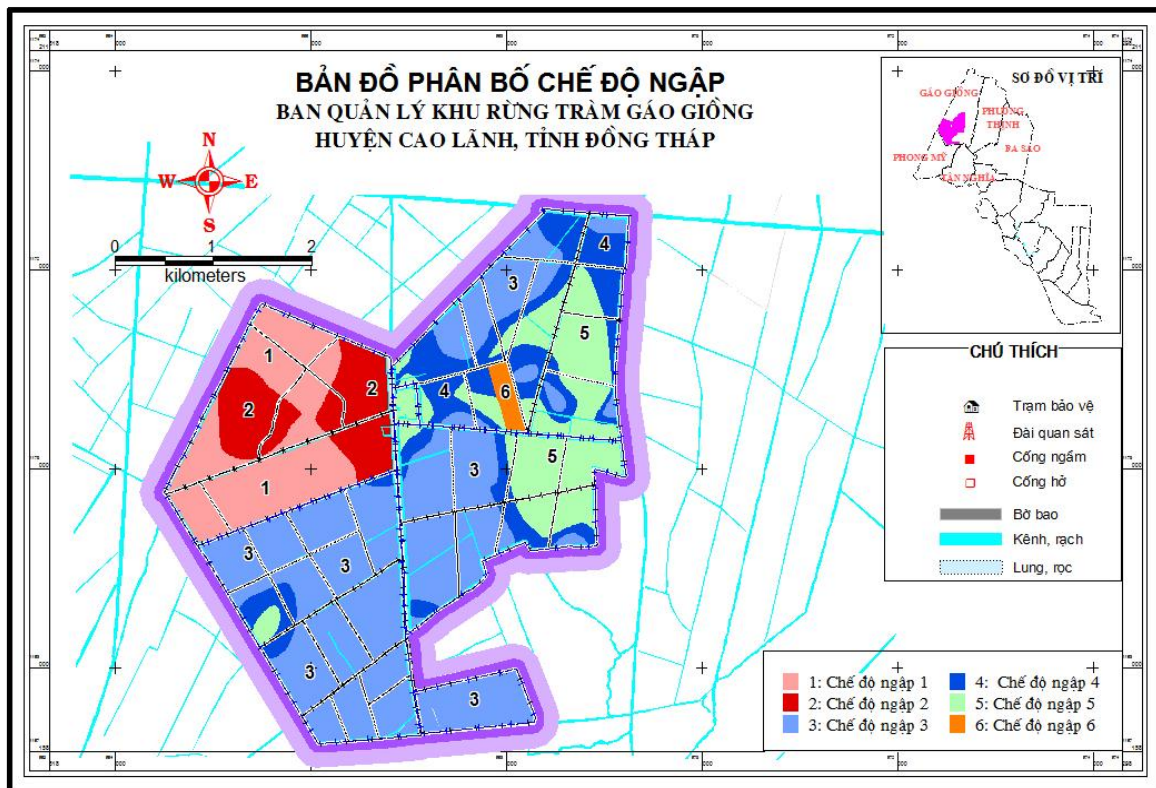 BẢN ĐỒ PHÂN BỐ CHẾ ĐỘ NGẬP
BAN QUẢN LÝ KHU RỪNG TRÀM GÁO GIỒNG
HUYỆN CAO LÃNH, TỈNH ĐỒNG THÁP
N
W E
S
0 1 2
kilometers
SƠ ĐỒ VỊ TRÍ
GÁO GIỒNG
PHƯƠNG
THỊNH
BA SAO
PHONG MỸ
TÂN NGHĨA
4
3
1
5
2
2
4
6
3
5
1
3
3
3
3
CHÚ THÍCH
Trạm bảo vệ
Đài quan sát
Cống ngầm
Cống hở
Bờ bao
Kênh, rạch
Lung, rọc
1: Chế độ ngập 1
2: Chế độ ngập 2
3: Chế độ ngập 3
4: Chế độ ngập 4
5: Chế độ ngập 5
6: Chế độ ngập 6